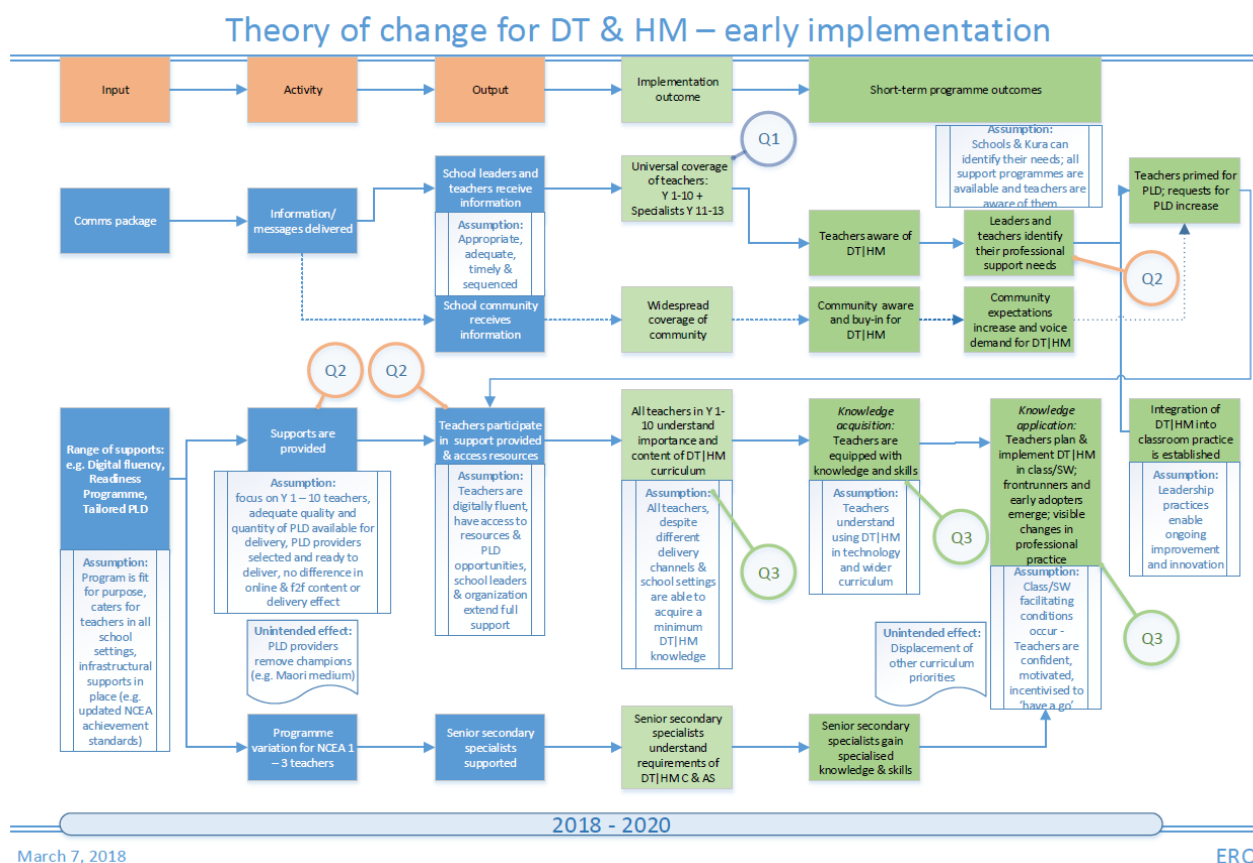 Theory of change for DT & HM – early implementation
Input
Activity
Output
Implementation
outcome
Short-term programme outcomes
Q1
Assumption:
Schools & Kura can
identify their needs; all
support programmes are
available and teachers are
aware of them
Comms package
Information/
messages delivered
School leaders and
teachers receive
information
Assumption:
Appropriate,
adequate,
timely &
sequenced
Universal coverage
of teachers:
Y 1-10 +
Specialists Y 11-13
Teachers aware of
DT|HM
Leaders and
teachers identify
their professional
support needs
Q2
Teachers primed for
PLD; requests for
PLD increase
School community
receives
information
Widespread
coverage of
community
Community aware
and buy-in for
DT|HM
Community
expectations
increase and voice
demand for DT|HM
Q2
Q2
Range of supports:
e.g. Digital fluency,
Readiness
Programme,
Tailored PLD
Assumption:
Program is fit
for purpose,
caters for
teachers in all
school
settings,
infrastructural
supports in
place (e.g.
updated NCEA
achievement
standards)
Supports are
provided
Assumption:
focus on Y 1 – 10 teachers,
adequate quality and
quantity of PLD available for
delivery, PLD providers
selected and ready to
deliver, no difference in
online & f2f content or
delivery effect
Unintended effect:
PLD providers
remove champions
(e.g. Maori medium)
Teachers participate
in support provided
& access resources
Assumption:
Teachers are
digitally fluent,
have access to
resources &
PLD
opportunities,
school leaders
& organization
extend full
support
All teachers in Y 1-
10 understand
importance and
content of DT|HM
curriculum
Assumption:
All teachers,
despite
different
delivery
channels &
school settings
are able to
acquire a
minimum
DT|HM
knowledge
Q3
Knowledge
acquisition:
Teachers are
equipped with
knowledge and skills
Assumption:
Teachers
understand
using DT|HM
in technology
and wider
curriculum
Q3
Unintended effect:
Displacement of
other curriculum
priorities
Knowledge
application:
Teachers plan &
implement DT|HM
in class/SW;
frontrunners and
early adopters
emerge; visible
changes in
professional
practice
Assumption:
Class/SW
facilitating
conditions
occur -
Teachers are
confident,
motivated,
incentivised to
‘have a go’
Q3
Integration of
DT|HM into
classroom practice
is established
Assumption:
Leadership
practices
enable
ongoing
improvement
and innovation
Programme
variation for NCEA 1
– 3 teachers
Senior secondary
specialists
supported
Senior secondary
specialists
understand
requirements of
DT|HM C & AS
Senior secondary
specialists gain
specialised
knowledge & skills
2018 - 2020
March 7, 2018
ERO